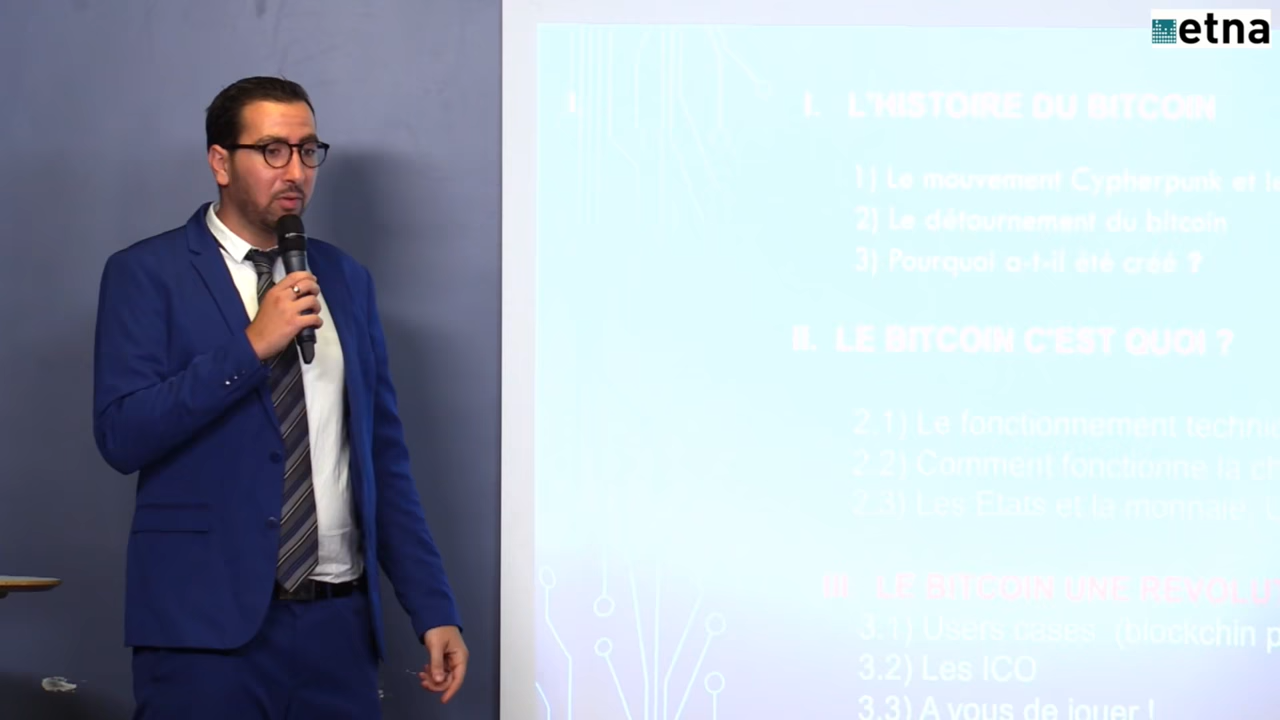 etna
I.
I. L'HISTOIRE DU BITCOIN
1) Le mouvement Cypherpunk et
2) Le détournement du bitcoin
3) Pourquoi a-t-il été créé ?
II. LE BITCOIN C'EST QUOI ?
2.1) Le fonctionnement
2.2) Comment fonctionne la
2.3) Les Etats et la monnaie
III. LE BITCOIN UNE
3.1) Users cases (blockchin
3.2) Les ICO
3.3) A vous de jouer !